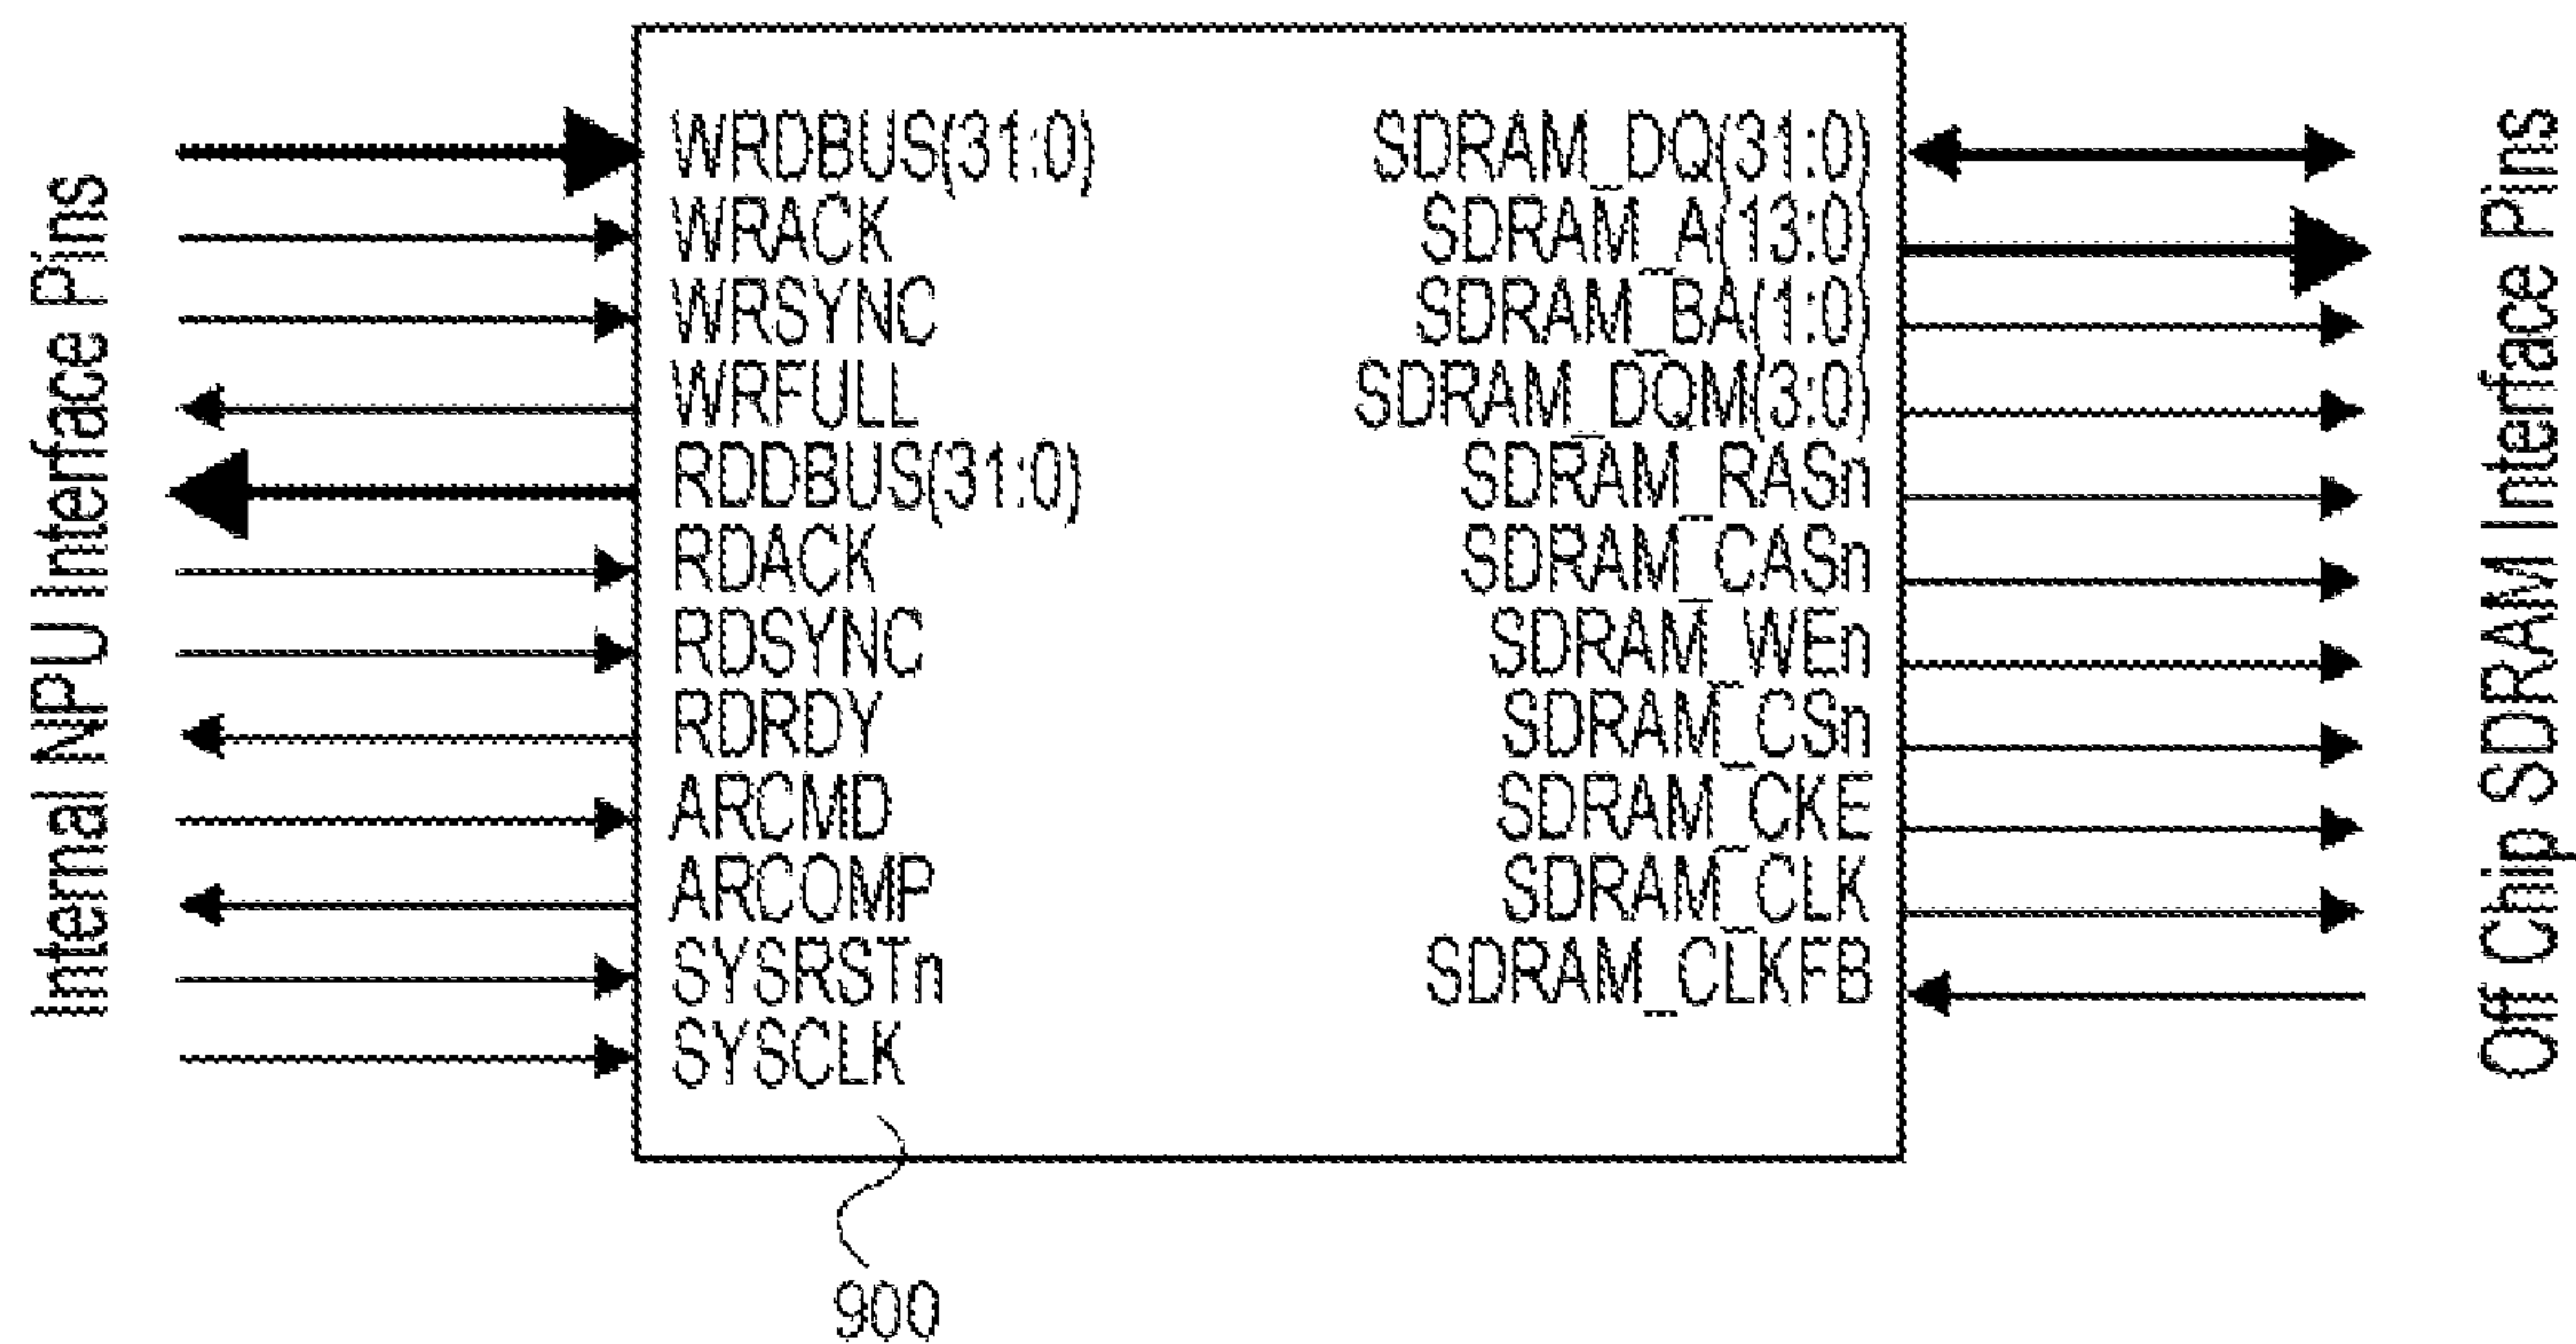 Internal NPU Interface Pins
WRDBUS(31:0)
WRACK
WRSYNC
WRFULL
RDDBUS(31:0)
RDACK
RDSYNC
RDRDY
ARCMD
ARCOMP
SYSRSTn
SYSCLK
SDRAM_DQ(31:0)
SDRAM_A(13:0)
SDRAM_BA(1:0)
SDRAM_DQM(3:0)
SDRAM_RASn
SDRAM_CASn
SDRAM_WEn
SDRAM_CSn
SDRAM_CKE
SDRAM_CLK
SDRAM_CLKFB
Off Chip SDRAM Interface Pins
900